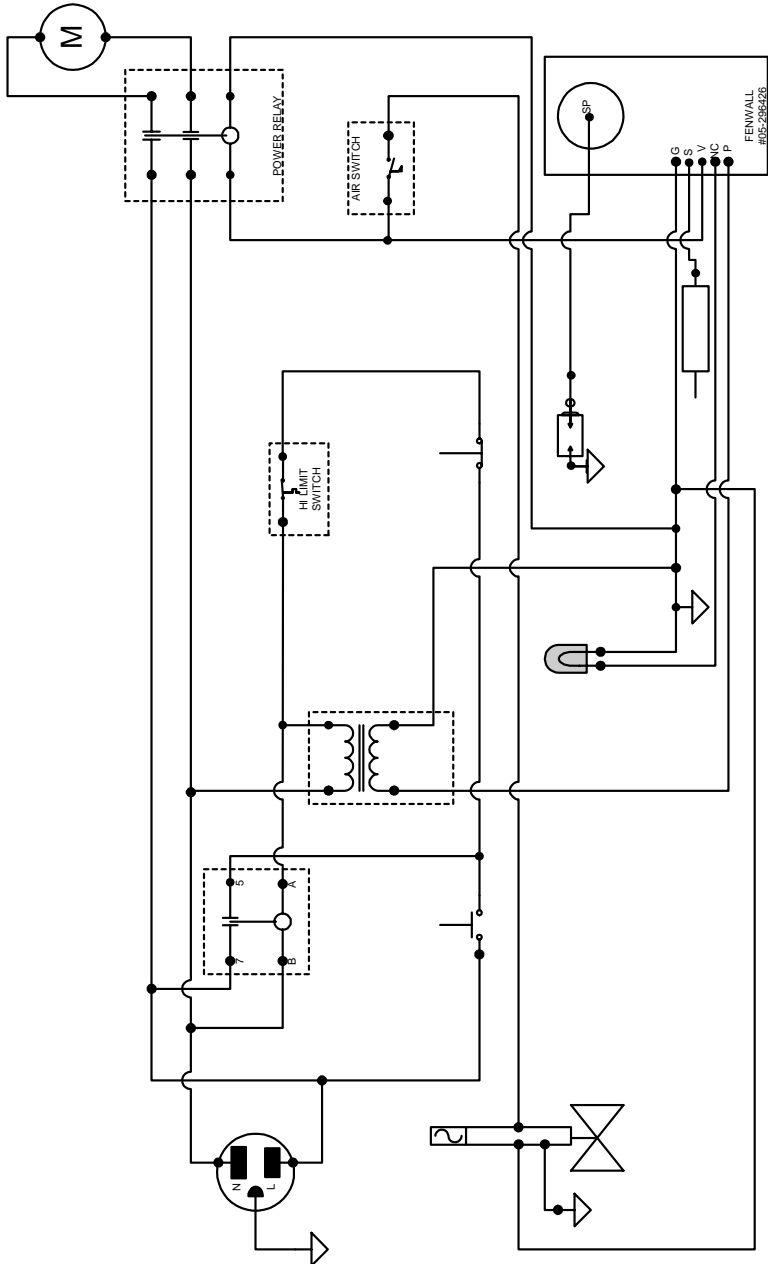 M
POWER RELAY
AIR SWITCH
SP
G
S
V
NC
P
FENWALL
#05-296426
HI LIMIT
SWITCH
5
A
7
B
N
L